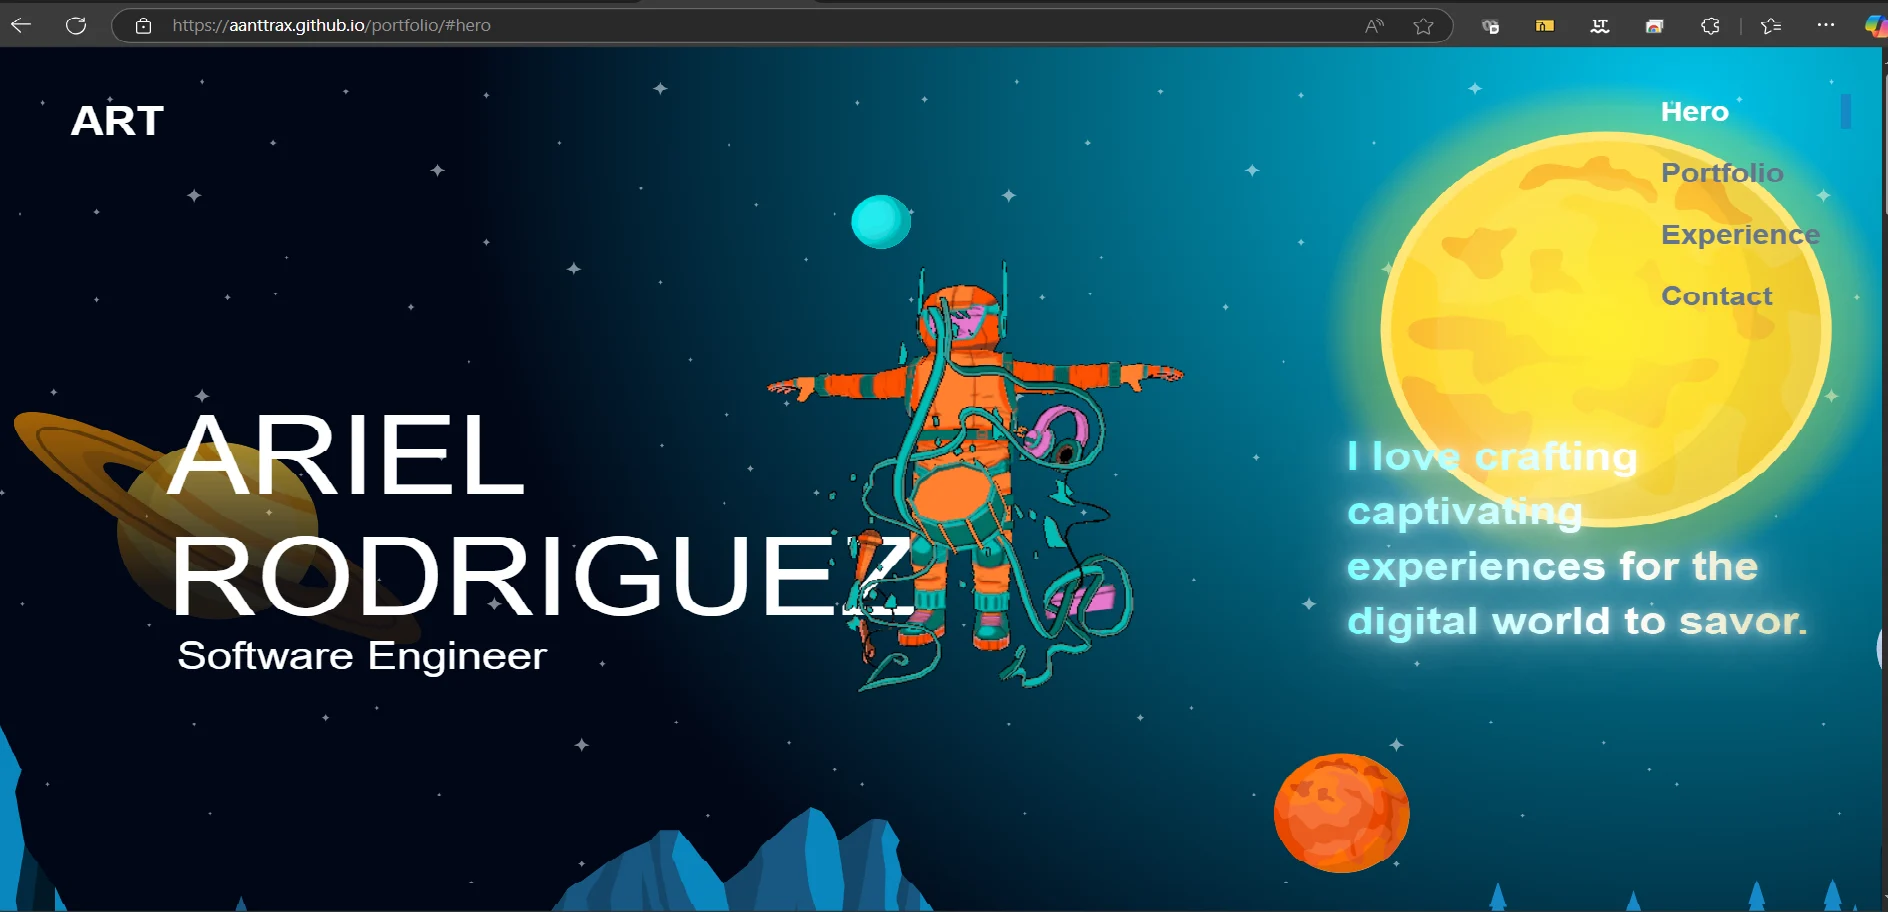 https://aanttrax.github.io/portfolio/#hero
ART
Hero
Portfolio
Experience
Contact
ARIEL
RODRIGUEZ
Software Engineer
I love crafting
captivating
experiences for the
digital world to savor.